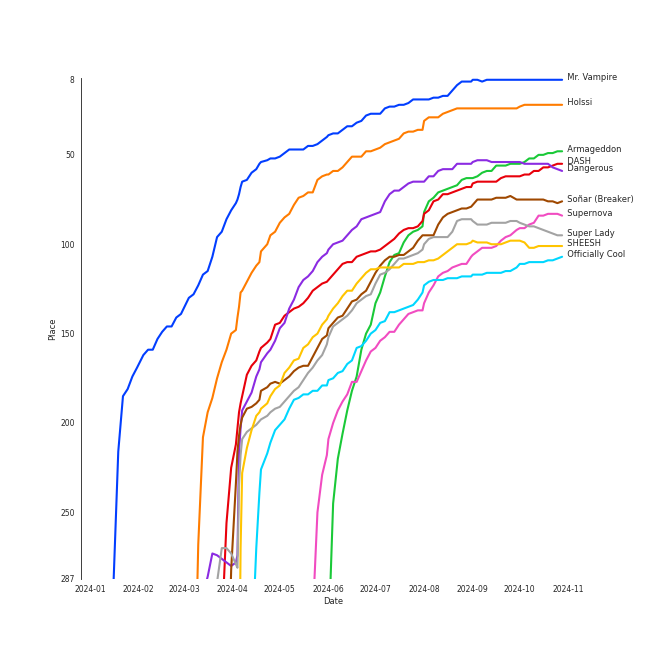 8
50
100
150
200
250
287
Place
2024-01 2024-02 2024-03 2024-04 2024-05 2024-06 2024-07 2024-08 2024-09 2024-10 2024-11
Date
Mr. Vampire
Holssi
Armageddon
DASH
Dangerous
Soñar (Breaker)
Supernova
Super Lady
SHEESH
Officially Cool